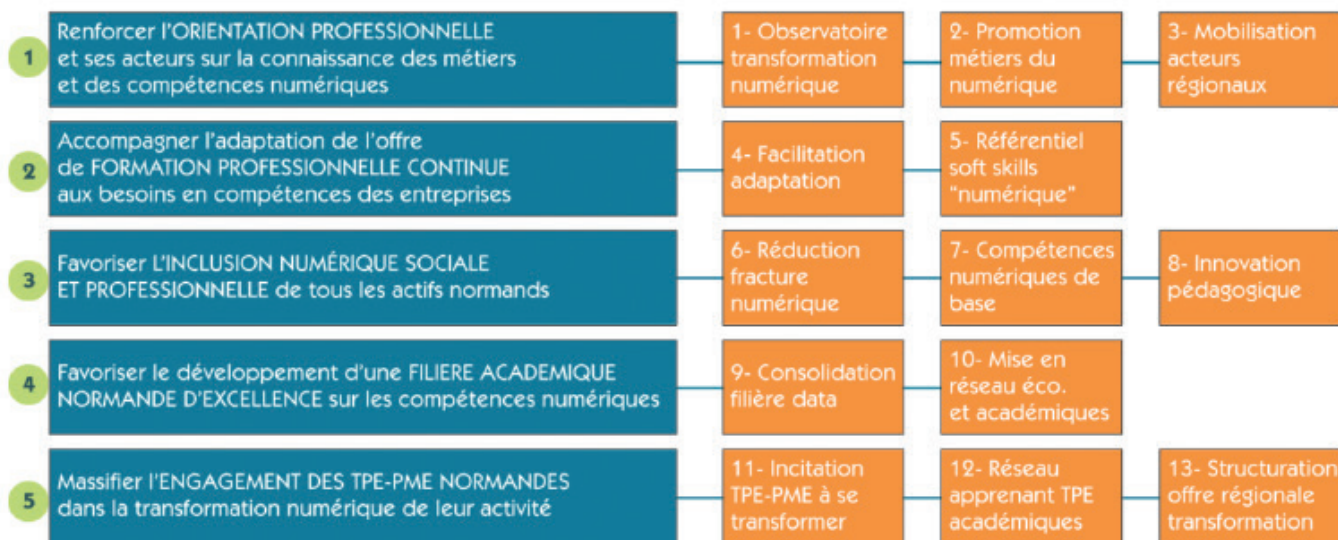 1
Renforcer l'ORIENTATION PROFESSIONNELLE
et ses acteurs sur la connaissance des métiers
et des compétences numériques
1- Observatoire
transformation
numérique
2- Promotion
métiers du
numérique
3- Mobilisation
acteurs
régionaux
2
Accompagner l'adaptation de l'offre
de FORMATION PROFESSIONNELLE CONTINUE
aux besoins en compétences des entreprises
4- Facilitation
adaptation
5- Référentiel
soft skills
"numérique"
3
Favoriser L'INCLUSION NUMÉRIQUE SOCIALE
ET PROFESSIONNELLE de tous les actifs normands
6- Réduction
fracture
numérique
7- Compétences
numériques de
base
8- Innovation
pédagogique
4
Favoriser le développement d'une FILIERE ACADEMIQUE
NORMANDE D'EXCELLENCE sur les compétences numériques
9- Consolidation
filière data
10- Mise en
réseau éco.
et académiques
5
Massifier l'ENGAGEMENT DES TPE-PME NORMANDES
dans la transformation numérique de leur activité
11- Incitation
TPE-PME à se
transformer
12- Réseau
apprenant TPE
académiques
13- Structuration
offre régionale
transformation